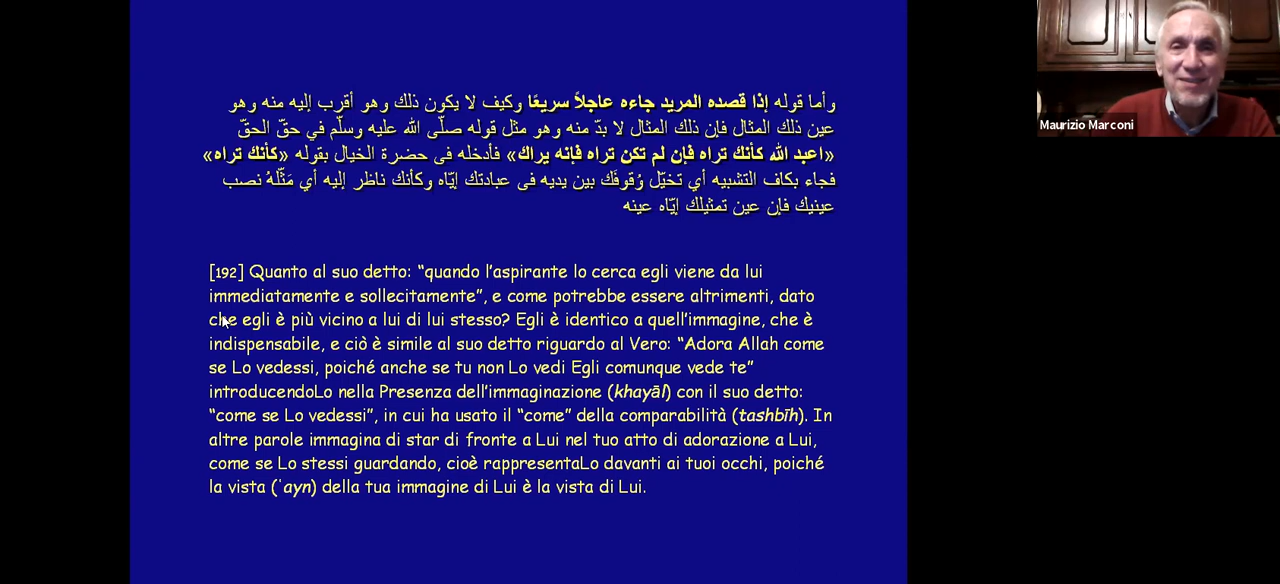 وأما قوله إذا قصده المريد جاءه عاجلاً سريعًا وكيف لا يكون ذلك وهو أقرب إليه منه وهو
عين ذلك المثال فإن ذلك المثال لا بدّ منه وهو مثل قوله صلّى الله عليه وسلّم في حقّ الحقّ
«اعبد الله كأنك تراه فإن لم تكن تراه فإنه يراك» فأدخله في حضرة الخيال بقوله «كأنك تراه»
فجاء بكاف التشبيه أي تخيّل وُقوفَك بين يديه في عبادتك إيّاه وكأنك ناظر إليه أي مَثّلهُ نصب
عينيك فإن عين تمثيلك إيّاه عينه
[192] Quanto al suo detto: “quando l’aspirante lo cerca egli viene da lui
immediatamente e sollecitamente”, e come potrebbe essere altrimenti, dato
che egli è più vicino a lui di lui stesso? Egli è identico a quell’immagine, che è
indispensabile, e ciò è simile al suo detto riguardo al Vero: “Adora Allah come
se Lo vedessi, poiché anche se tu non Lo vedi Egli comunque vede te”
introducendoLo nella Presenza dell’immaginazione (khayāl) con il suo detto:
“come se Lo vedessi”, in cui ha usato il “come” della comparabilità (tashbīh). In
altre parole immagina di star di fronte a Lui nel tuo atto di adorazione a Lui,
come se Lo stessi guardando, cioè rappresentaLo davanti ai tuoi occhi, poiché
la vista (ʿayn) della tua immagine di Lui è la vista di Lui.
Maurizio Marconi